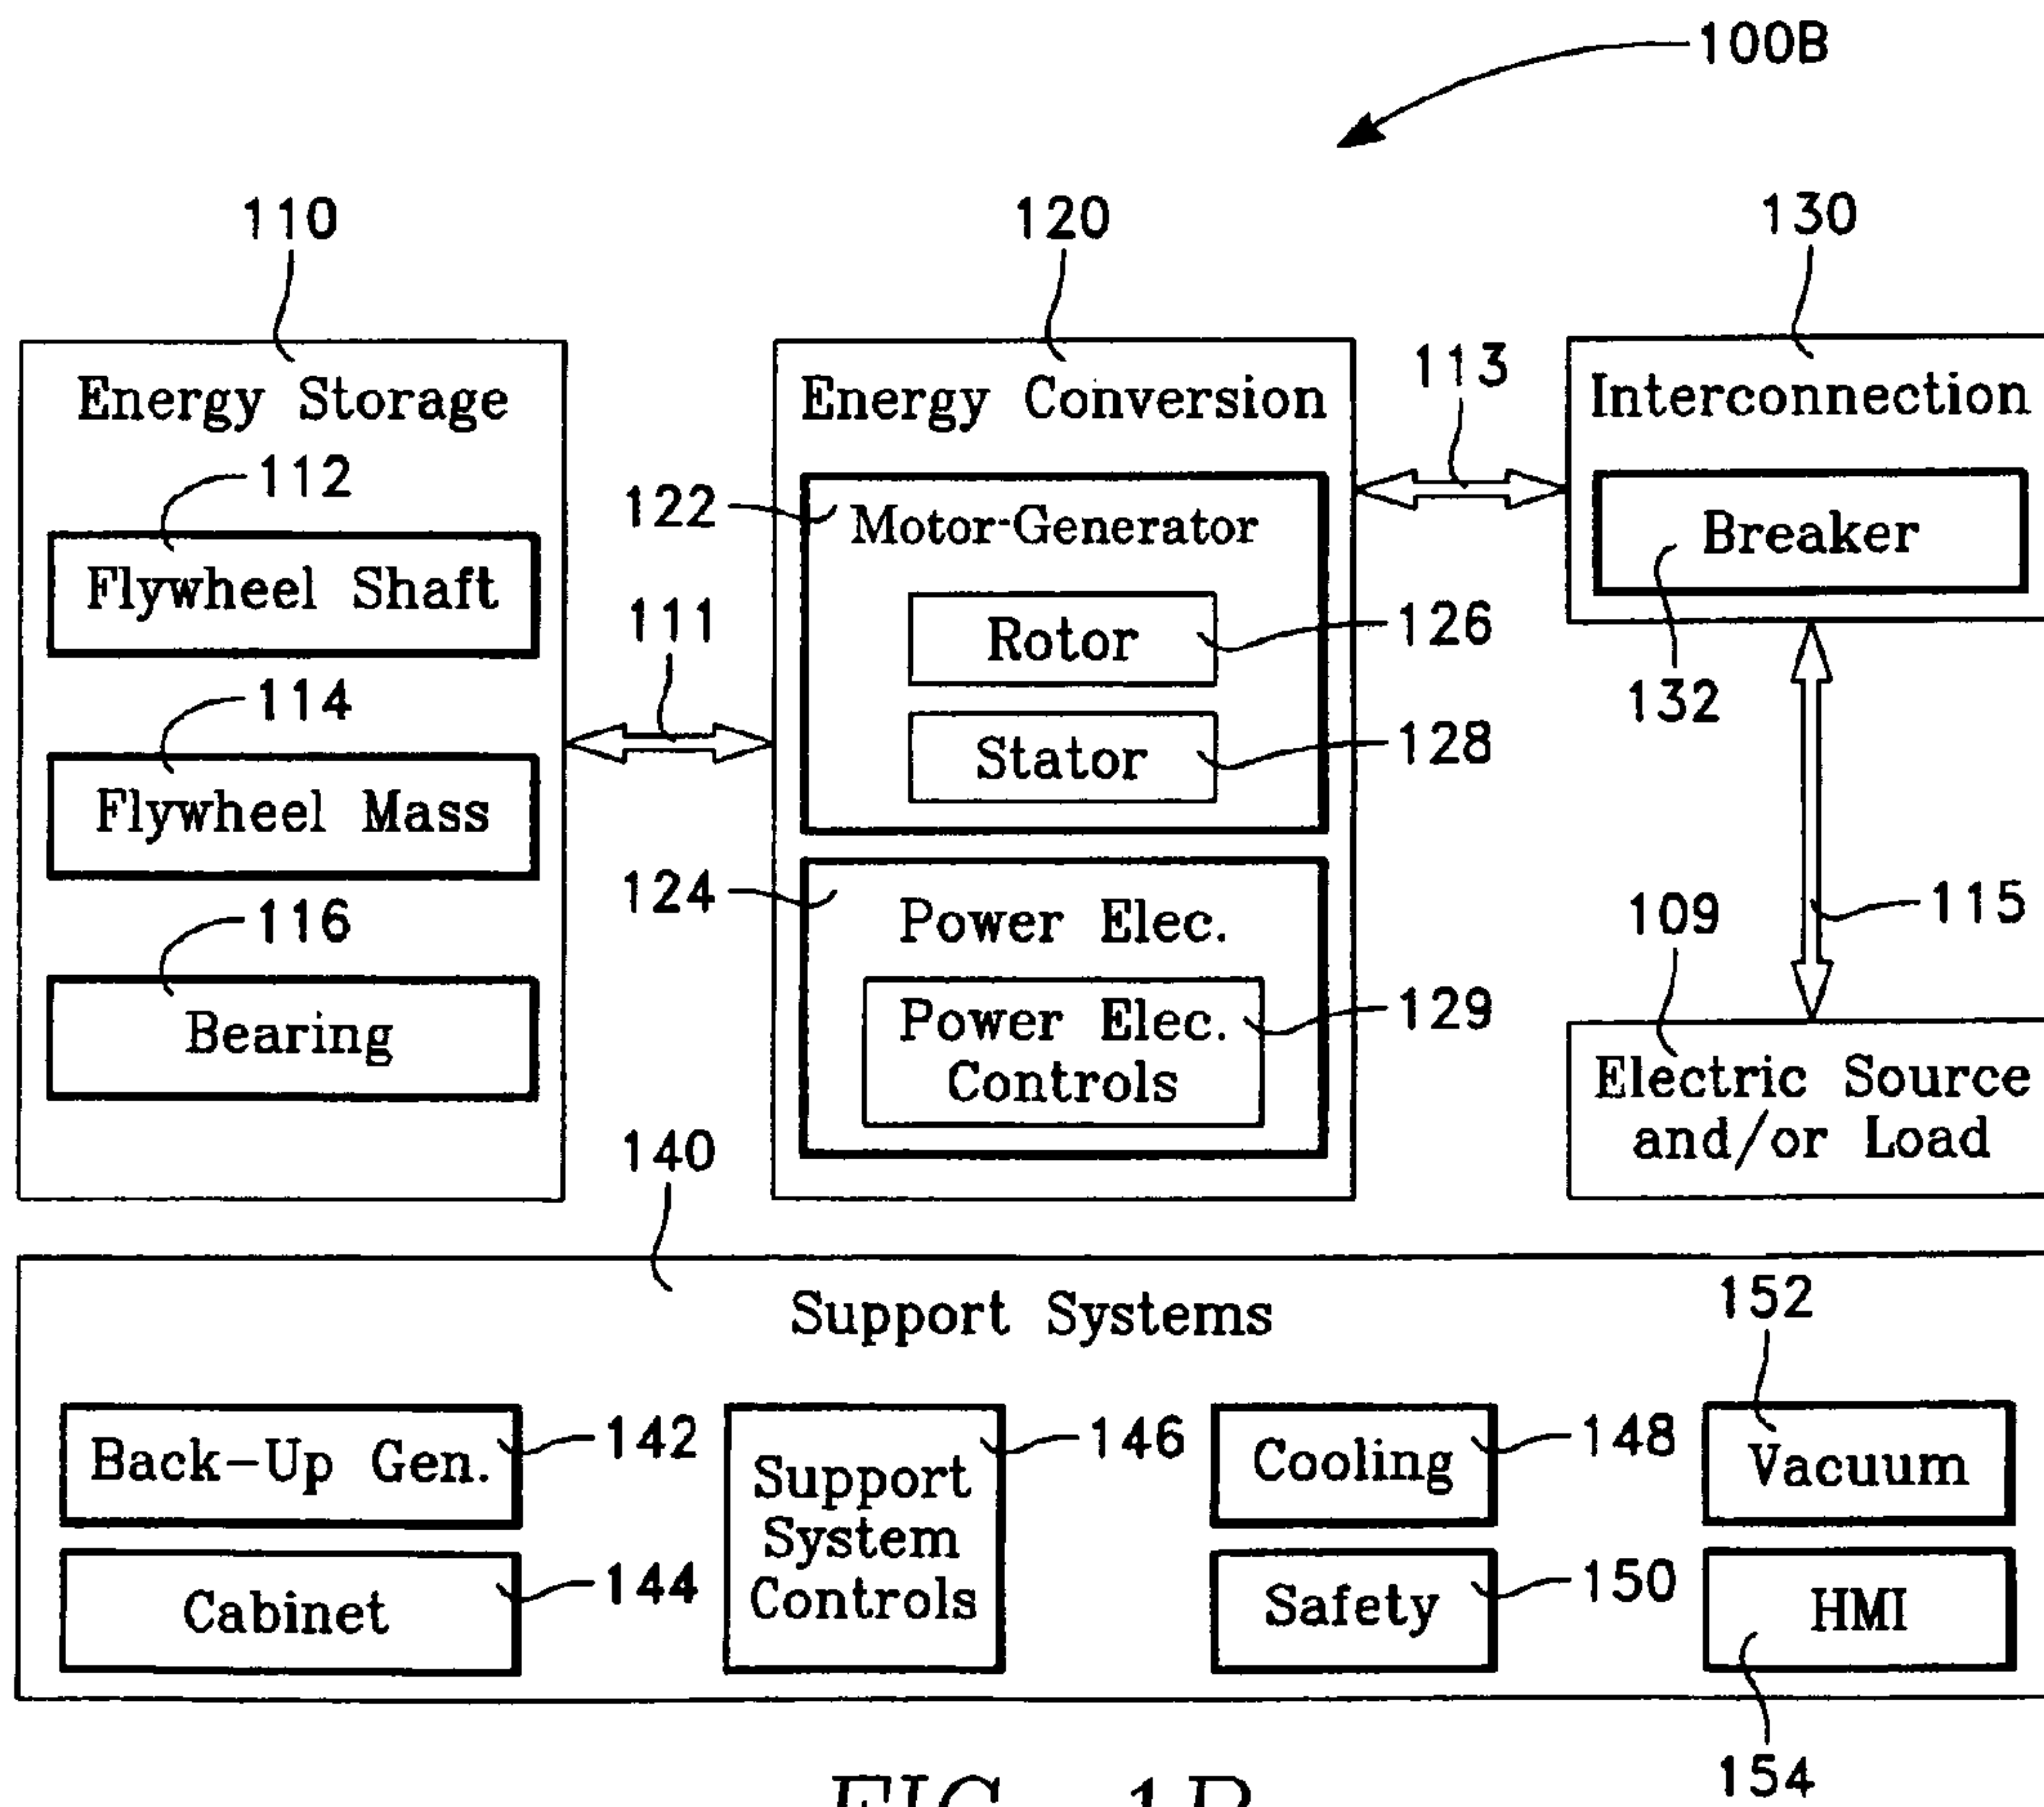 100B
110
120
130
Energy Storage
Energy Conversion
113
Interconnection
112
122
Motor-Generator
Breaker
Flywheel Shaft
111
Rotor
126
132
114
Stator
128
Flywheel Mass
124
Power Elec.
109
115
116
Power Elec.
Controls
129
Bearing
Electric Source
and/or Load
140
Support Systems
152
Back-Up Gen.
142
Support
System
Controls
146
Cooling
148
Vacuum
Cabinet
144
Safety
150
HMI
154
FIG. 1B